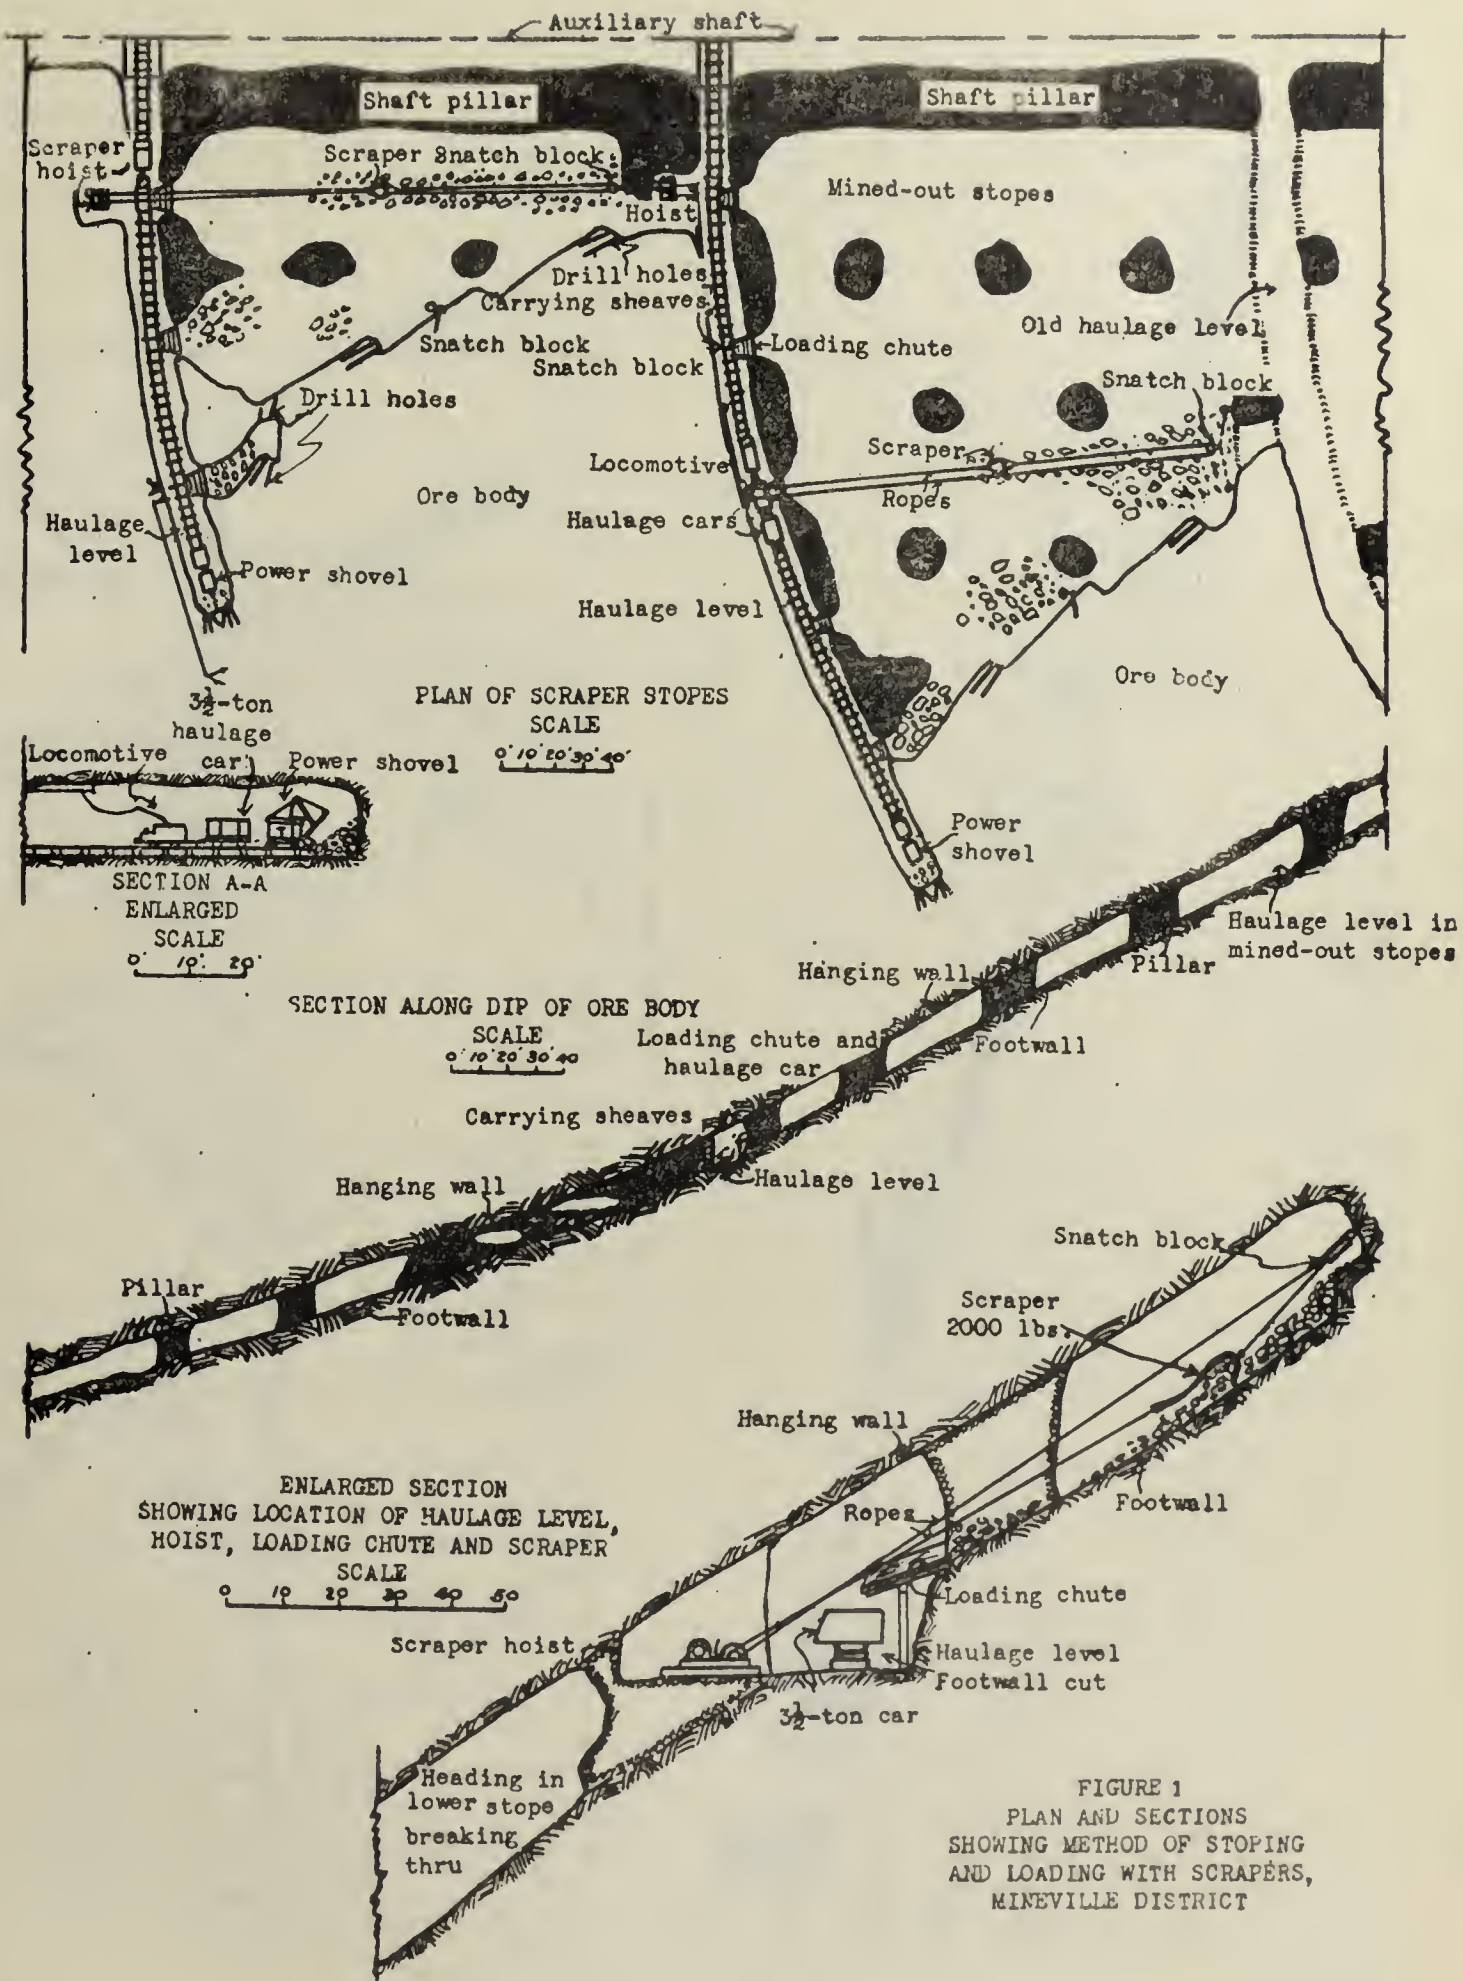 Auxiliary shaft
Shaft pillar
Shaft pillar
Scraper
hoist
Scraper Snatch block
Hoist
Mined-out stopes
Drill holes
Carrying sheaves
Snatch block
Snatch block
Loading chute
Old haulage level
Snatch block
Drill holes
Locomotive
Scraper
Ropes
Ore body
Haulage cars
Haulage
level
Power shovel
Haulage level
Ore body
PLAN OF SCRAPER STOPES
SCALE
0' 10' 20' 30' 40'
3½-ton
haulage
car
Locomotive
Power shovel
SECTION A-A
ENLARGED
SCALE
0' 10' 20'
Power
shovel
Haulage level in
mined-out stopes
Pillar
Hanging wall
Footwall
SECTION ALONG DIP OF ORE BODY
SCALE
0' 10' 20' 30' 40
Loading chute and
haulage car
Carrying sheaves
Haulage level
Hanging wall
Pillar
Footwall
Snatch block
Scraper
2000 lbs.
Hanging wall
Footwall
Ropes
ENLARGED SECTION
SHOWING LOCATION OF HAULAGE LEVEL,
HOIST, LOADING CHUTE AND SCRAPER
SCALE
0 10 20 30 40 50
Loading chute
Scraper hoist
Haulage level
Footwall cut
3½-ton car
Heading in
lower stope
breaking
thru
FIGURE 1
PLAN AND SECTIONS
SHOWING METHOD OF STOPING
AND LOADING WITH SCRAPERS,
MINEVILLE DISTRICT